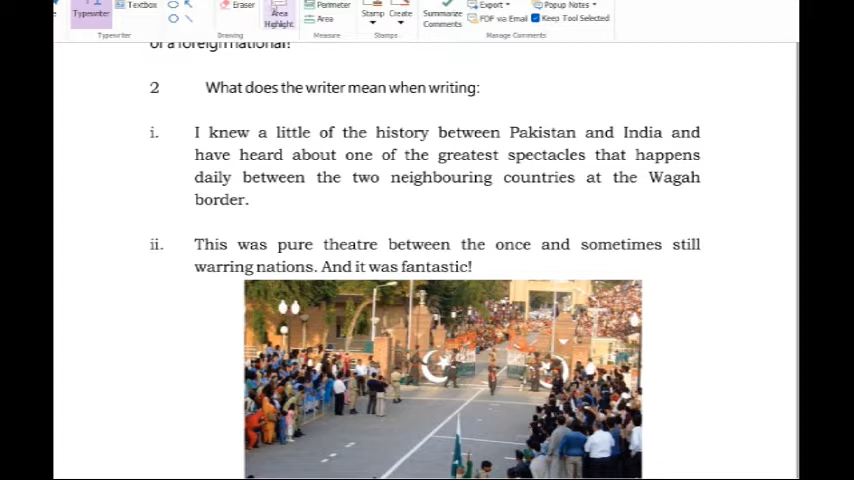 Typewriter
Textbox
Eraser
Area
Highlight
Perimeter
Area
Stamp
Create
Summarize
Comments
Export
FDF via Email
Popup Notes
Keep Tool Selected
Typewriter
Drawing
Measure
Stamps
Manage Comments
of a foreign national?
2 What does the writer mean when writing:
i. I knew a little of the history between Pakistan and India and
have heard about one of the greatest spectacles that happens
daily between the two neighbouring countries at the Wagah
border.
ii. This was pure theatre between the once and sometimes still
warring nations. And it was fantastic!